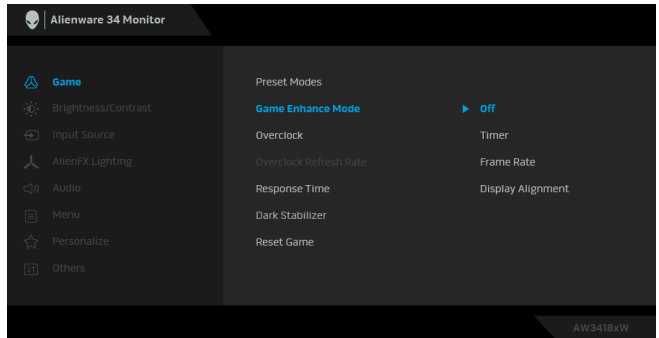 Alienware 34 Monitor
Game
Brightness/Contrast
Input Source
AlienFX Lighting
Audio
Menu
Personalize
Others
Preset Modes
Game Enhance Mode
Overclock
Overclock Refresh Rate
Response Time
Dark Stabilizer
Reset Game
Off
Timer
Frame Rate
Display Alignment
AW3418xW